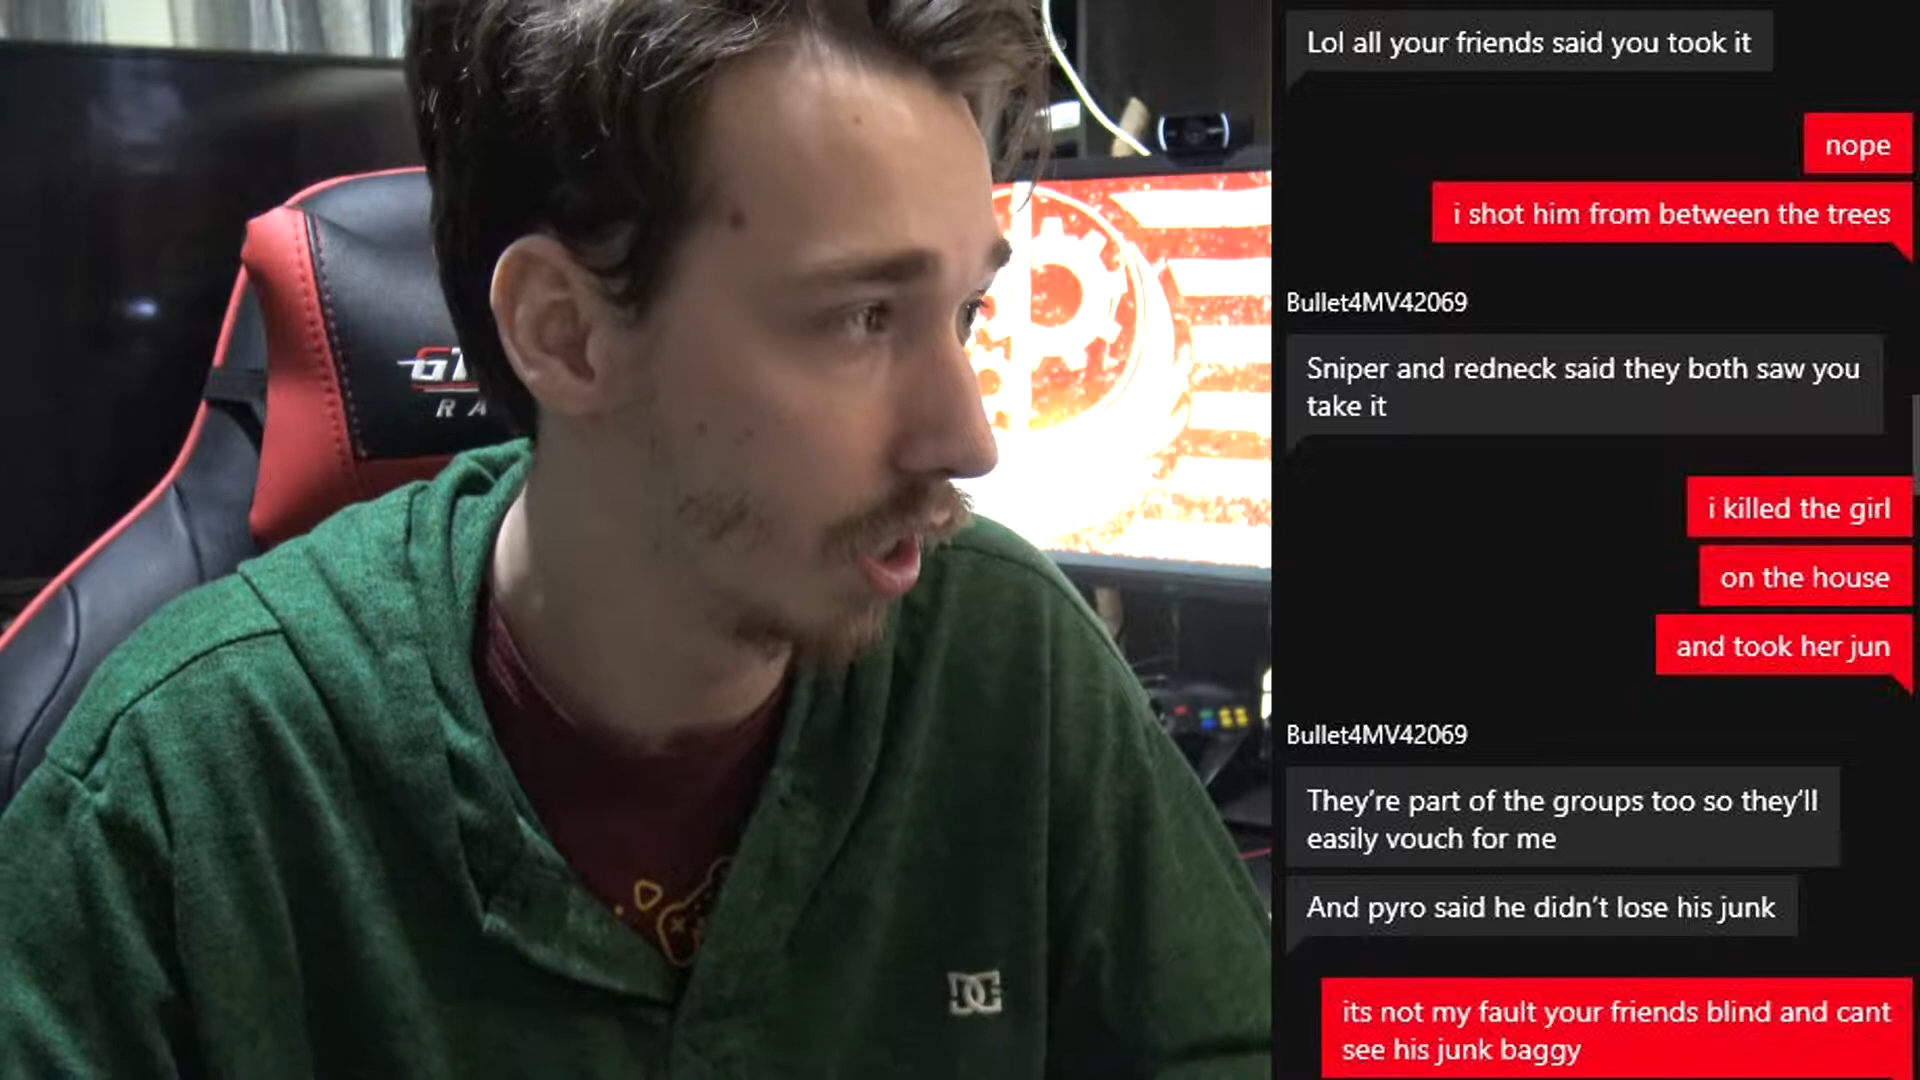 Lol all your friends said you took it
nope
i shot him from between the trees
Bullet4MV42069
Sniper and redneck said they both saw you
take it
i killed the girl
on the house
and took her jun
Bullet4MV42069
They're part of the groups too so they'll
easily vouch for me
And pyro said he didn't lose his junk
its not my fault your friends blind and cant
see his junk baggy
GT
RA
DC